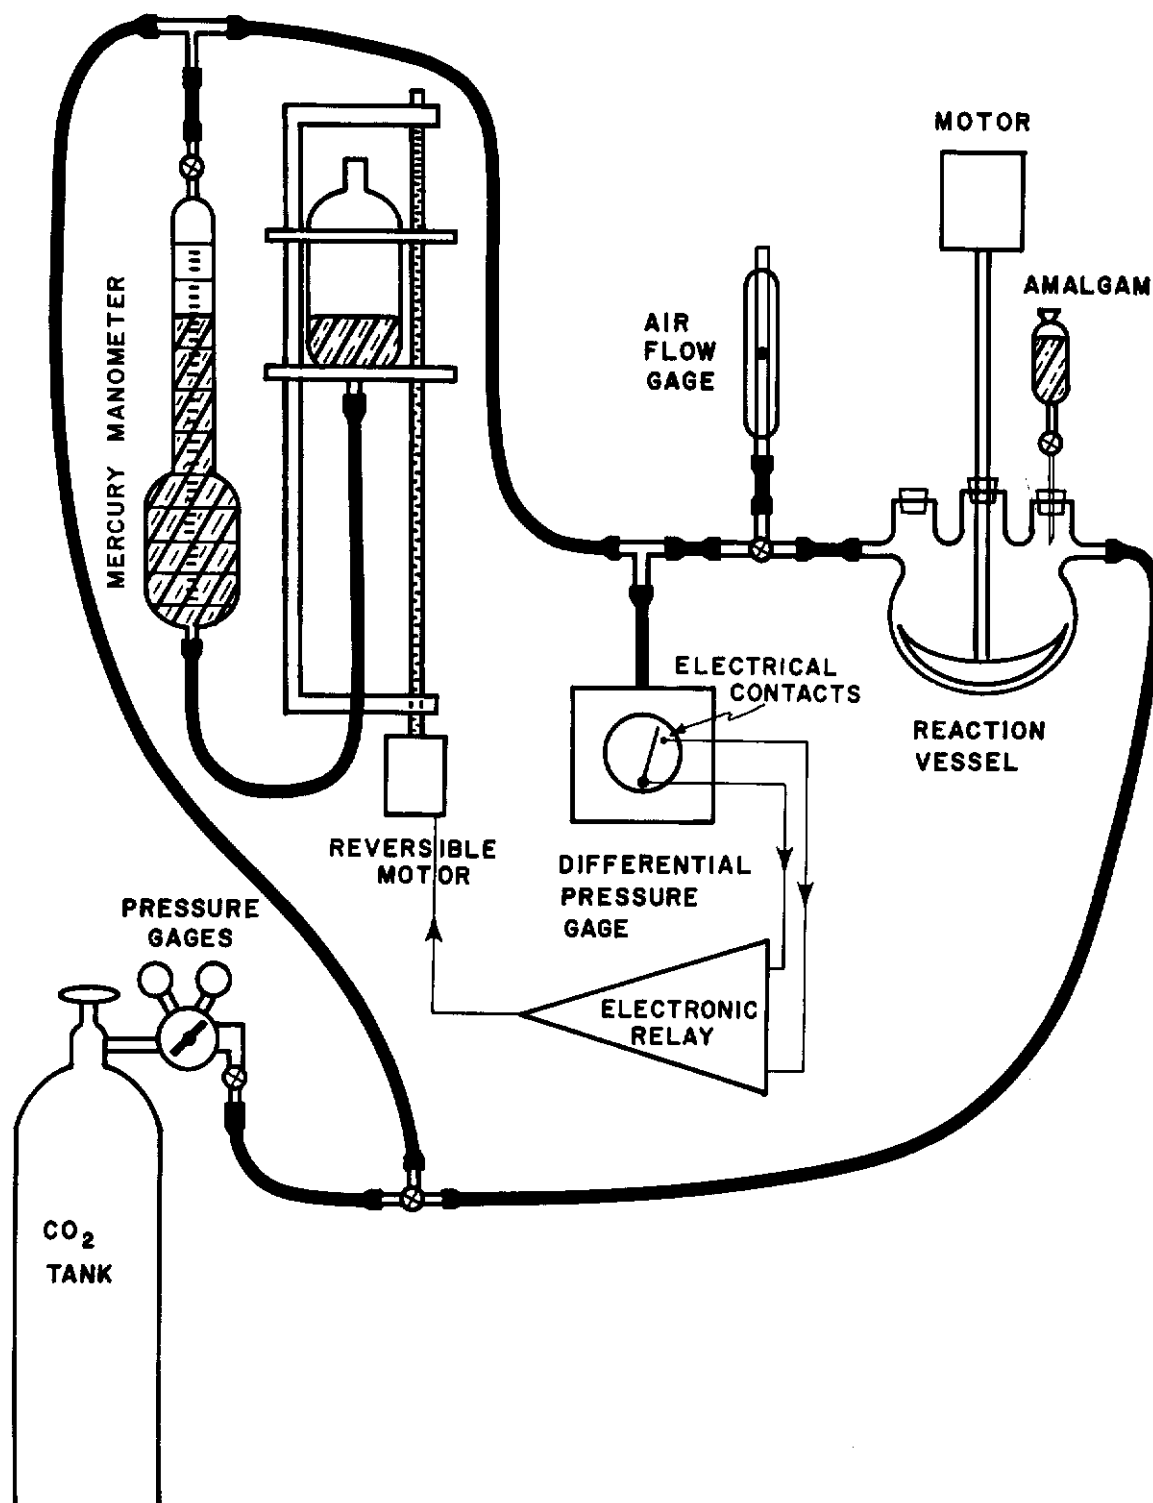 MOTOR
AMALGAM
AIR
FLOW
GAGE
MERCURY MANOMETER
ELECTRICAL
CONTACTS
REACTION
VESSEL
REVERSIBLE
MOTOR
DIFFERENTIAL
PRESSURE
GAGE
PRESSURE
GAGES
ELECTRONIC
RELAY
CO₂
TANK